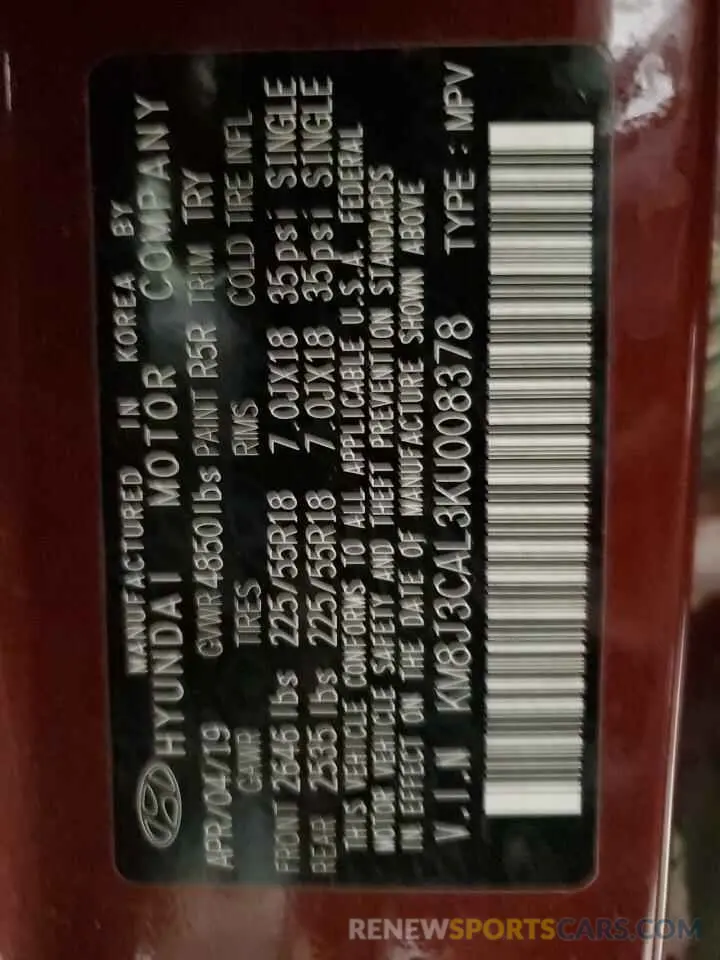 MANUFACTURED IN KOREA BY
HYUNDAI MOTOR COMPANY
APR/04/19 GVWR 4850lbs PAINT R5R TRIM TRY
GAWR TRES RMS COLD TIRE INFL
FRONT 2646 lbs 225/55R18 7.0JX18 35psi SINGLE
REAR 2535 lbs 225/55R18 7.0JX18 35psi SINGLE
THIS VEHICLE CONFORMS TO ALL APPLICABLE U.S.A. FEDERAL
MOTOR VEHICLE SAFETY AND THEFT PREVENTION STANDARDS
IN EFFECT ON THE DATE OF MANUFACTURE SHOWN ABOVE
V.I.N KM8J3CAL3KU008378 TYPE : MPV
RENEWSPORTSCARS.COM